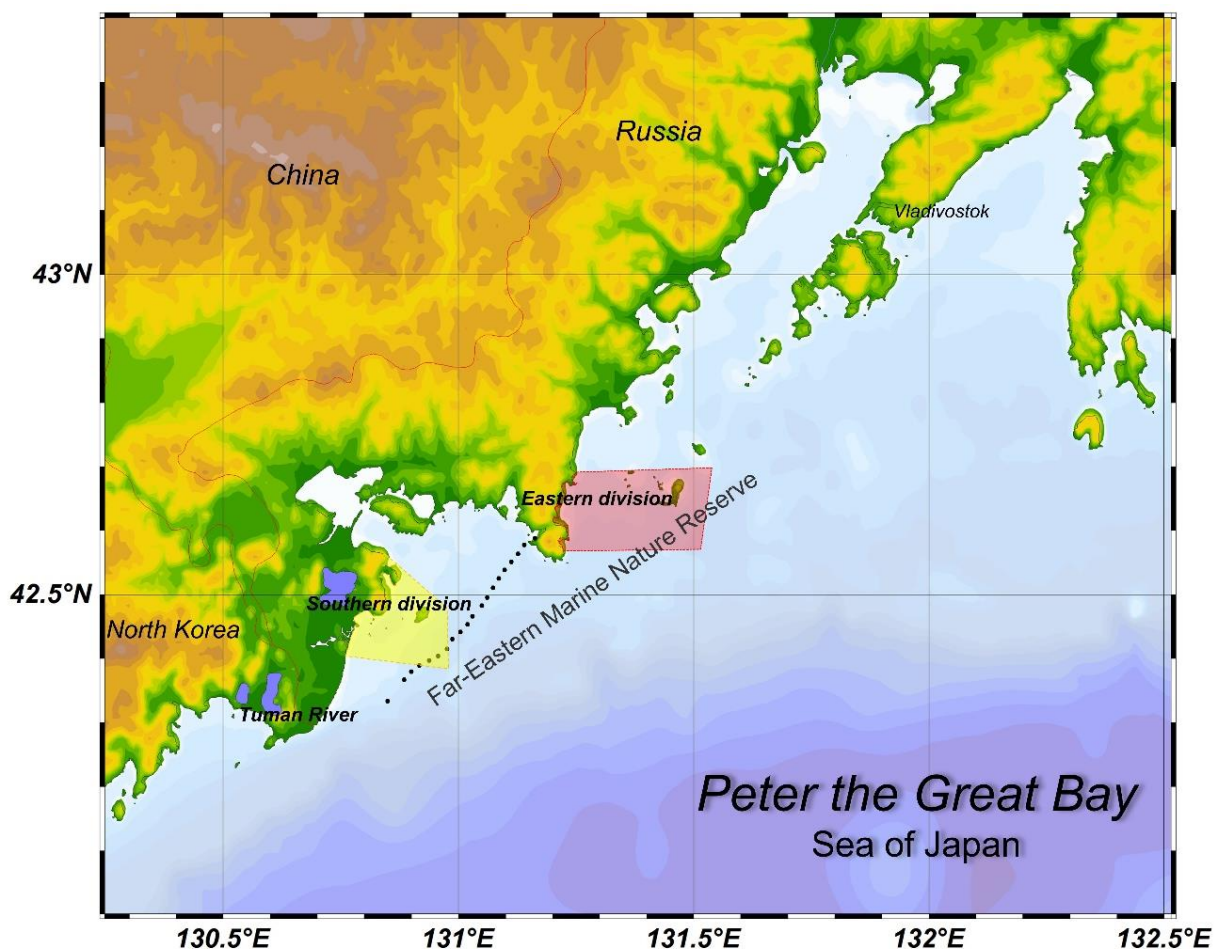 Russia
China
Vladivostok
43°N
Eastern division
Far-Eastern Marine Nature Reserve
42.5°N
Southern division
North Korea
Tuman River
Peter the Great Bay
Sea of Japan
130.5°E
131°E
131.5°E
132°E
132.5°E